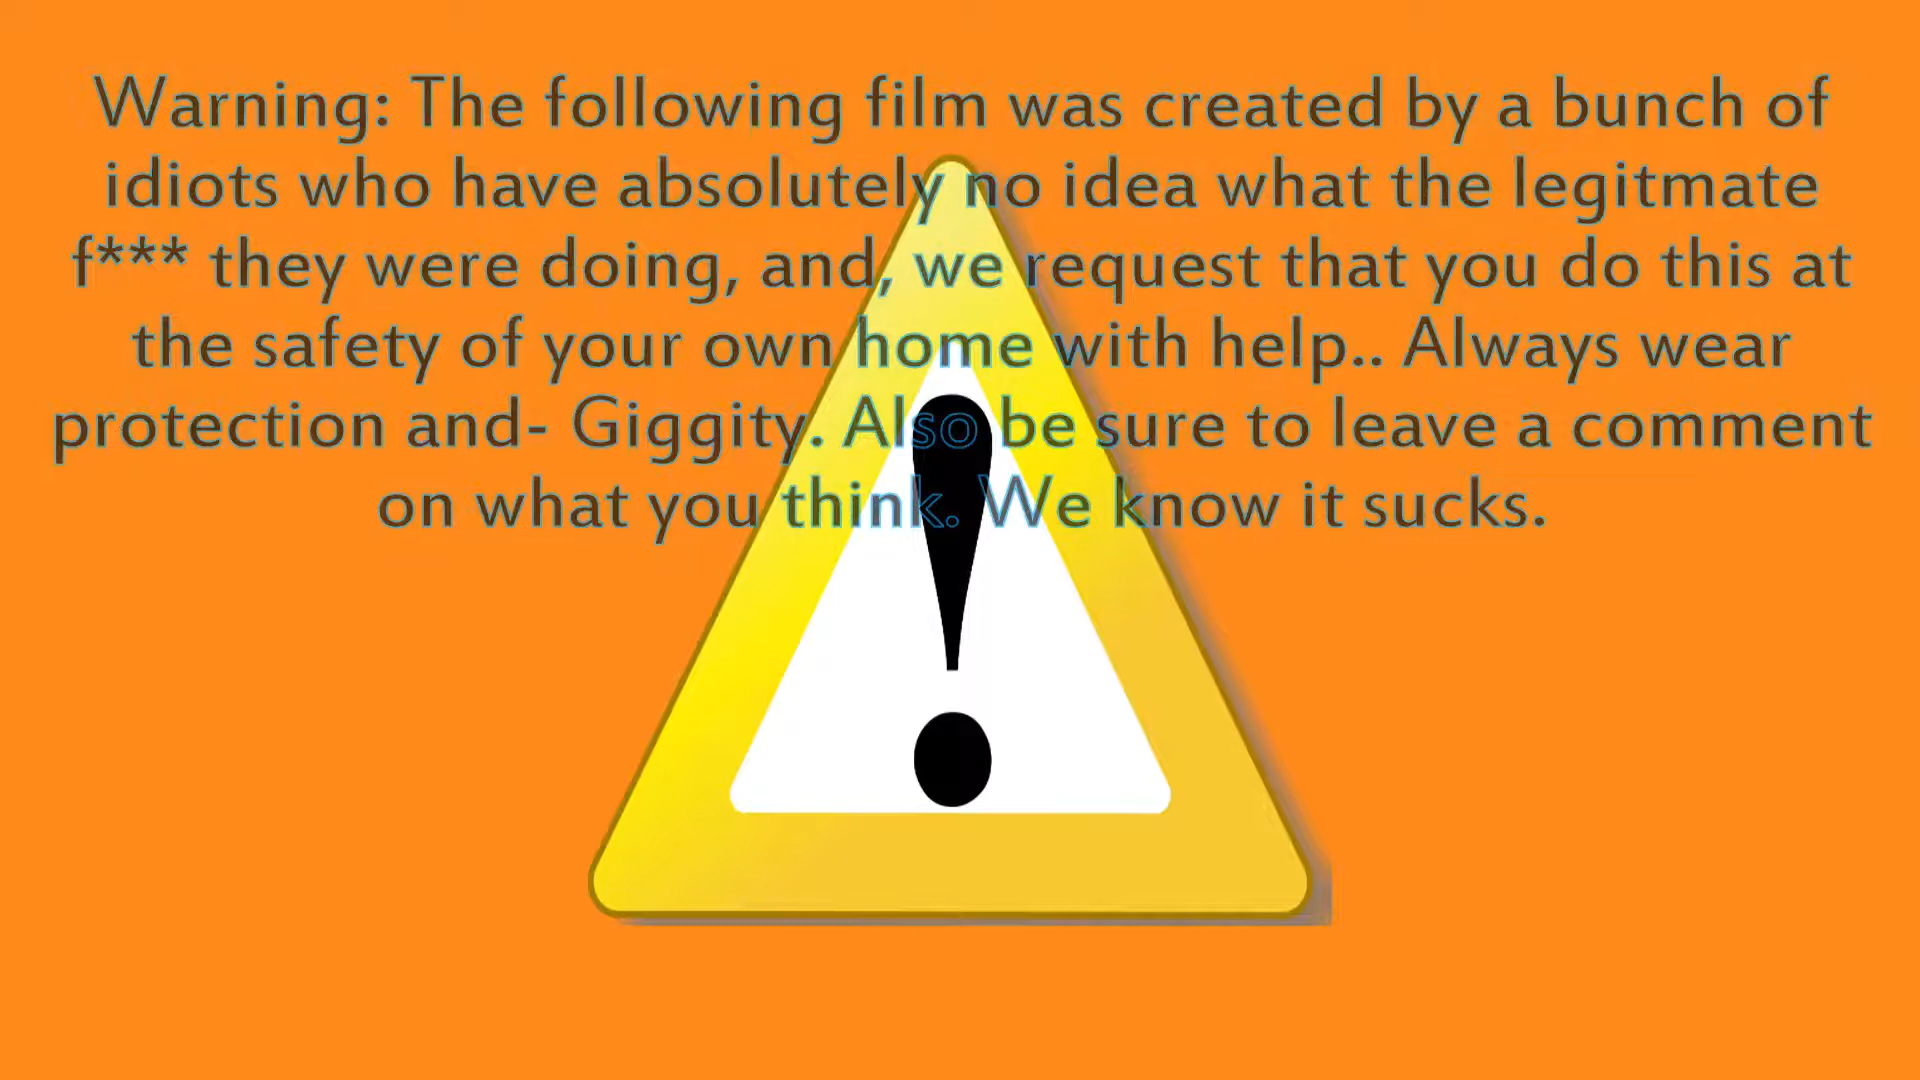 Warning: The following film was created by a bunch of
idiots who have absolutely no idea what the legitmate
f*** they were doing, and, we request that you do this at
the safety of your own home with help.. Always wear
protection and- Giggity. Also be sure to leave a comment
on what you think. We know it sucks.